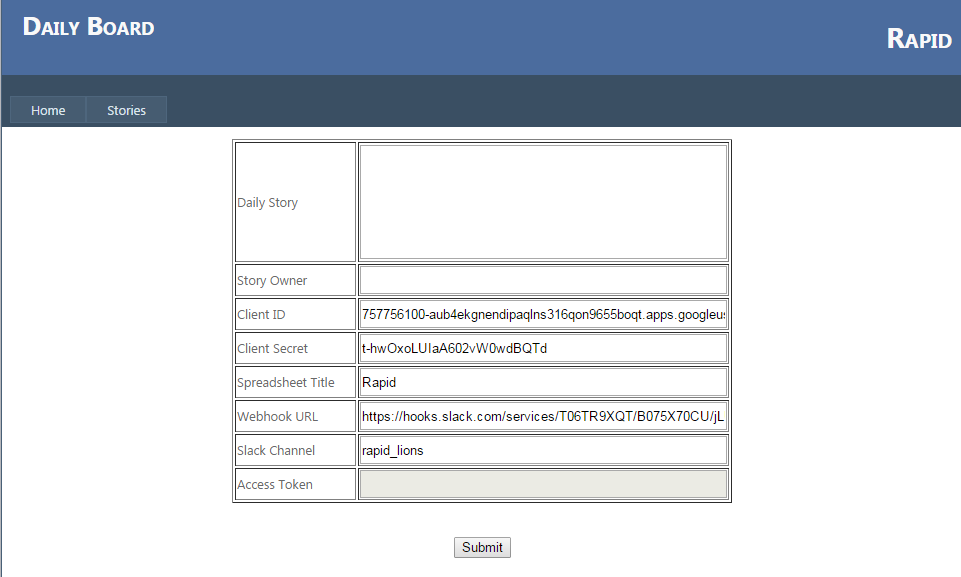 Daily Board
Rapid
Home Stories
Daily Story
Story Owner
Client ID 757756100-aub4ekgnendipaqlns316qon9655boqt.apps.googleus
Client Secret t-hwOxoLUIaA602vW0wdBQTd
Spreadsheet Title Rapid
Webhook URL https://hooks.slack.com/services/T06TR9XQT/B075X70CU/jL
Slack Channel rapid_lions
Access Token
Submit